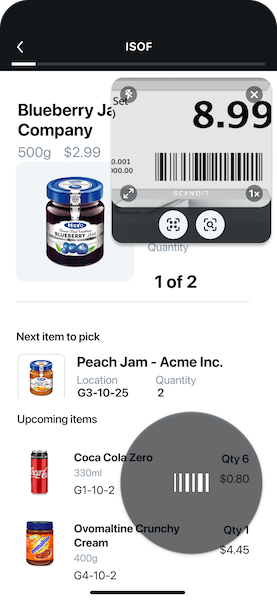 ISOF
Blueberry Ja
Company
500g $2.99
Set
)
8.99
0.001
000.00
SCANDIT
1×
Hero
BLUEBERRY JAM
Quantity
1 of 2
Next item to pick
Peach Jam - Acme Inc.
Location Quantity
G3-10-25 2
Upcoming items
Coca Cola Zero Qty 6
330ml $0.80
G1-10-2
Ovomaltine Crunchy Qty 1
Cream
400g $4.45
G4-10-2